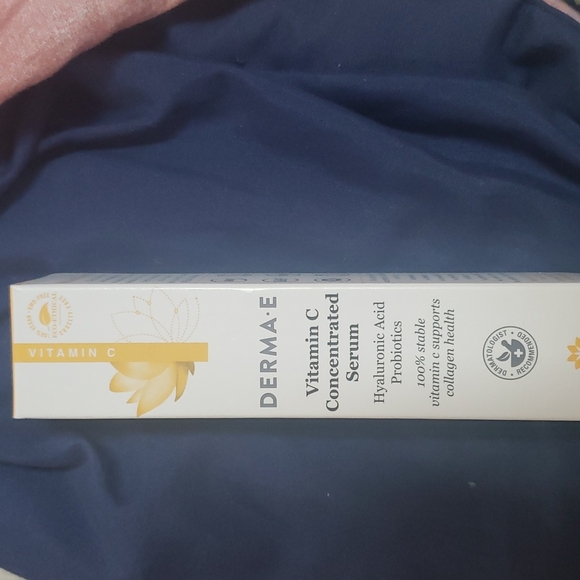 VITAMIN C
DERMA·E
Vitamin C
Concentrated
Serum
Hyaluronic Acid
Probiotics
100% stable
vitamin c supports
collagen health
DERMATOLOGIST • RECOMMENDED •